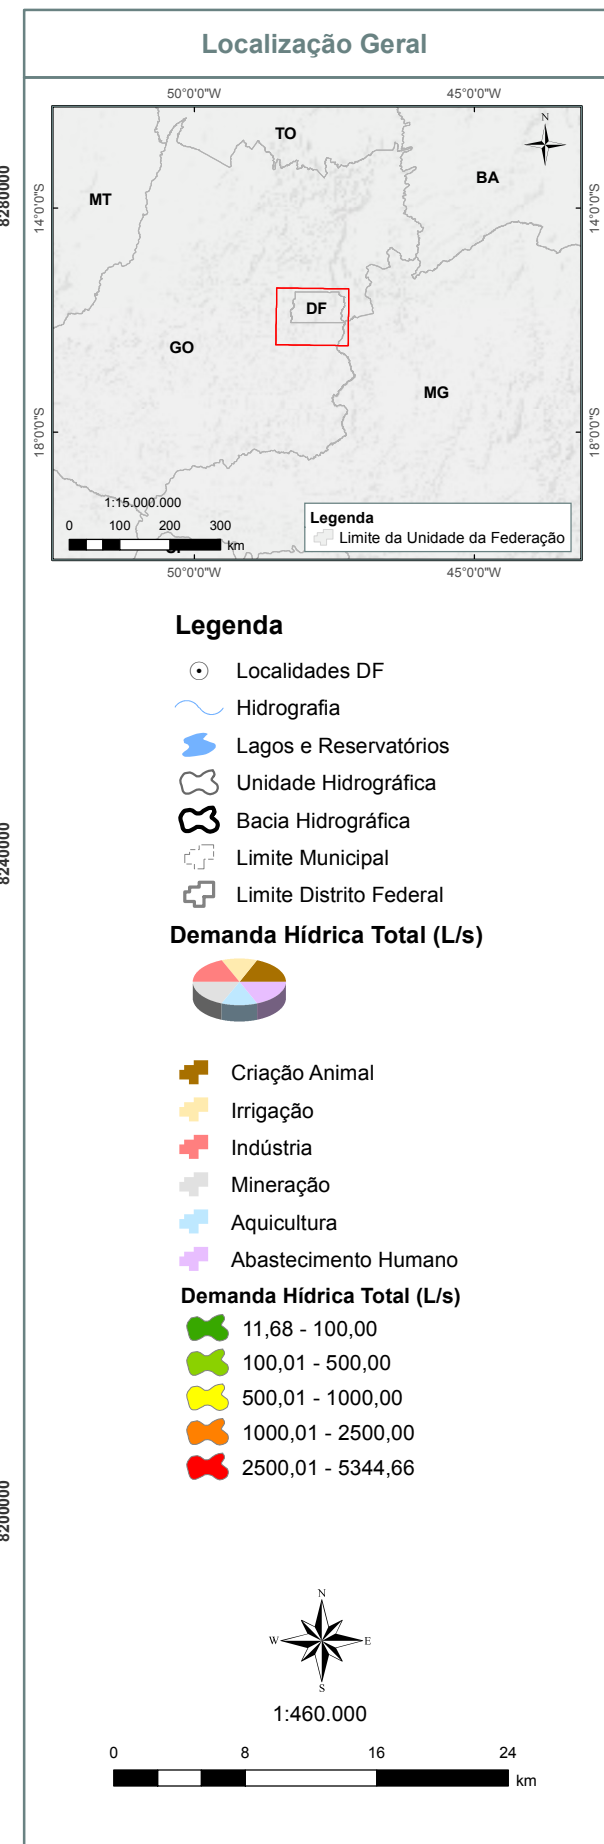 Localização Geral
50°0'0"W
45°0'0"W
TO
N
BA
MT
14°0'0"S
14°0'0"S
8280000
DF
GO
MG
18°0'0"S
18°0'0"S
1:15.000.000
0 100 200 300
km
Legenda
Limite da Unidade da Federação
50°0'0"W
45°0'0"W
Legenda
Localidades DF
Hidrografia
Lagos e Reservatórios
Unidade Hidrográfica
Bacia Hidrográfica
8240000
Limite Municipal
Limite Distrito Federal
Demanda Hídrica Total (L/s)
Criação Animal
Irrigação
Indústria
Mineração
Aquicultura
Abastecimento Humano
Demanda Hídrica Total (L/s)
11,68 - 100,00
100,01 - 500,00
500,01 - 1000,00
1000,01 - 2500,00
2500,01 - 5344,66
8200000
N
W E
S
1:460.000
0 8 16 24
km